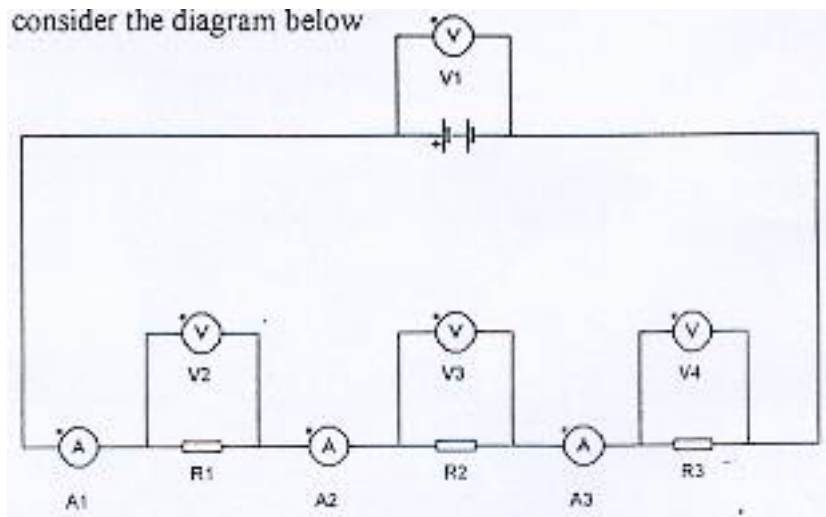 consider the diagram below
V
V1
+
V
V
V
V2
V3
V4
A
A
A
R1
R2
R3
A1
A2
A3